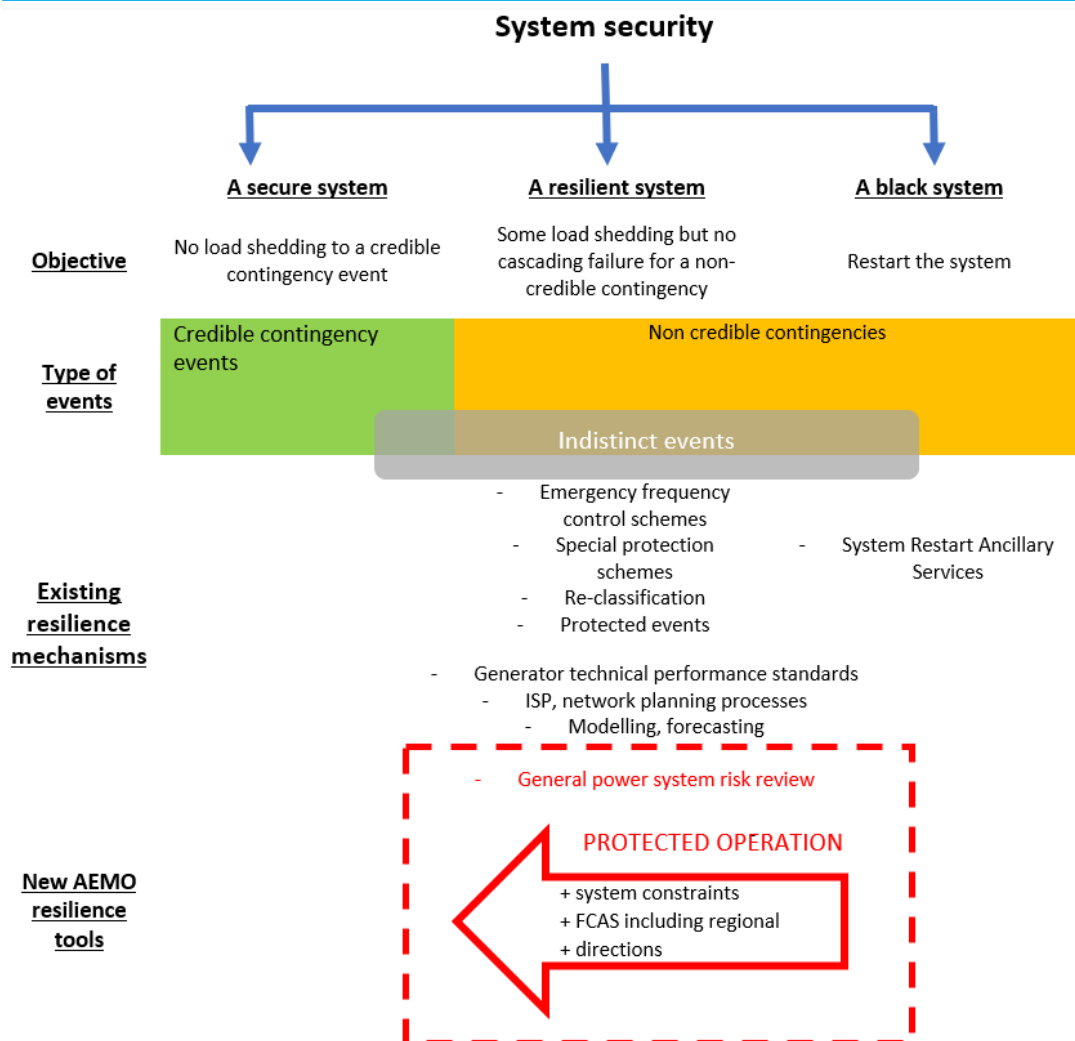 System security
A secure system
A resilient system
A black system
Objective
No load shedding to a credible
contingency event
Some load shedding but no
cascading failure for a non-
credible contingency
Restart the system
Type of
events
Credible contingency
events
Non credible contingencies
Indistinct events
Existing
resilience
mechanisms
- Emergency frequency
control schemes
- Special protection
schemes
- Re-classification
- Protected events
- System Restart Ancillary
Services
- Generator technical performance standards
- ISP, network planning processes
- Modelling, forecasting
New AEMO
resilience
tools
- General power system risk review
PROTECTED OPERATION
+ system constraints
+ FCAS including regional
+ directions